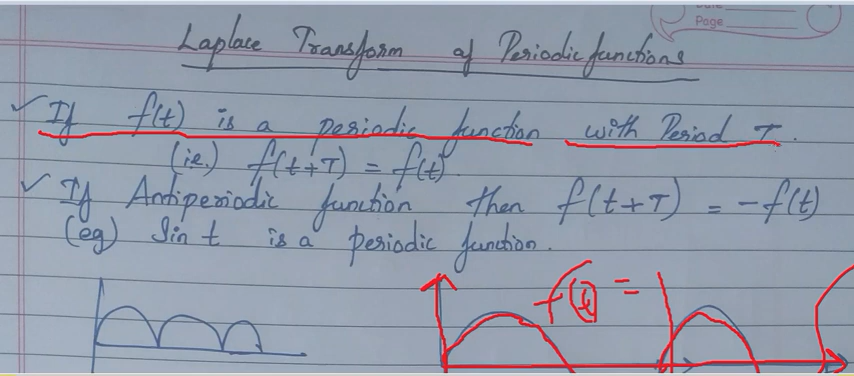 Page
Laplace Transform of Periodic functions
✓ If f(t) is a periodic function with Period T.
(ie.) f(t+T) = f(t)
✓ If Antiperiodic function then f(t+T) = -f(t)
(eg) Sin t is a periodic function.